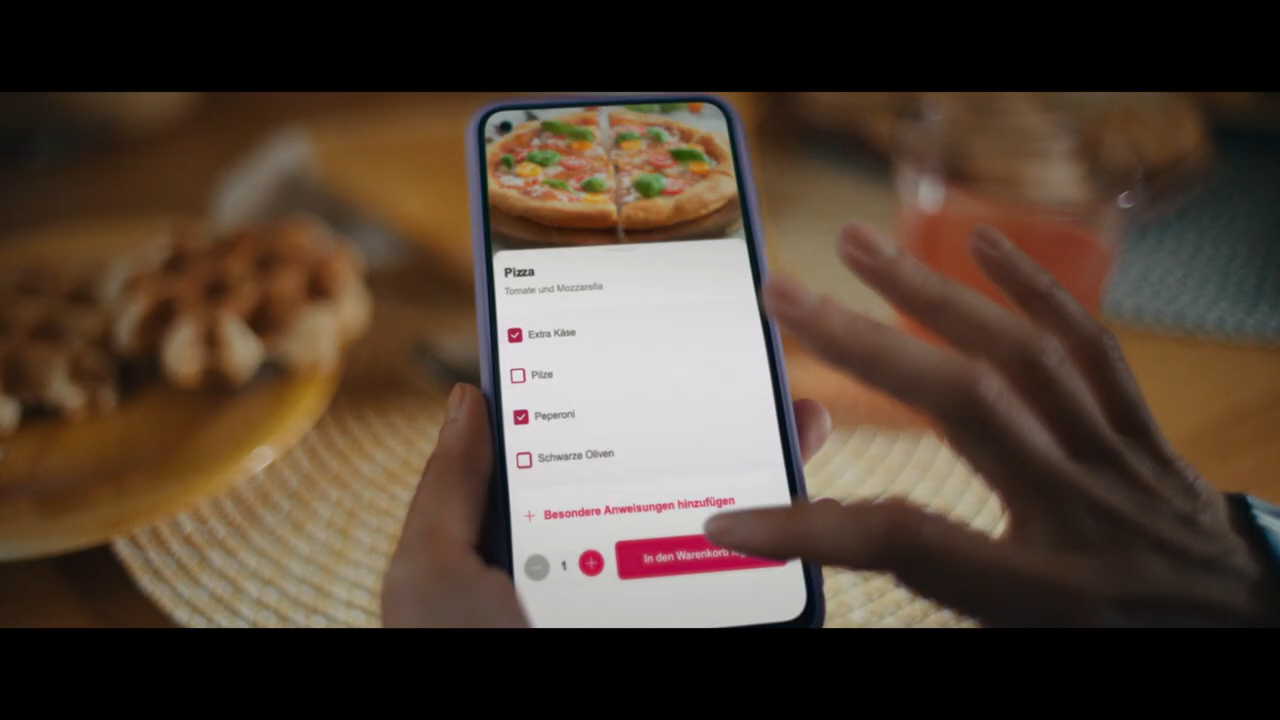 Pizza
Tomate und Mozzarella
Extra Käse
Pilze
Peperoni
Schwarze Oliven
+ Besondere Anweisungen hinzufügen
1
In den Warenkorb